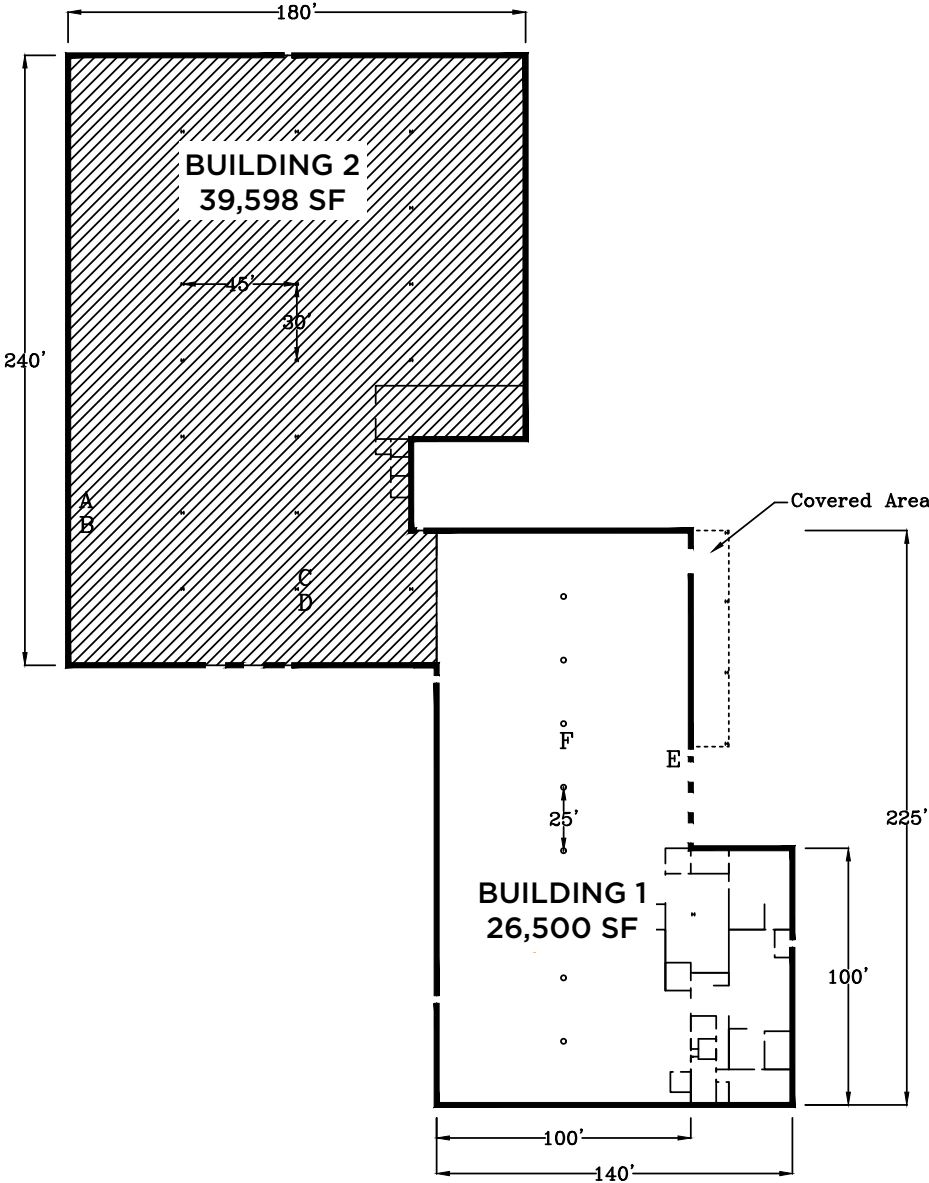 180'
BUILDING 2
39,598 SF
45'
30'
240'
A
B
Covered Area
C
D
F
E
25'
225'
BUILDING 1
26,500 SF
100'
100'
140'